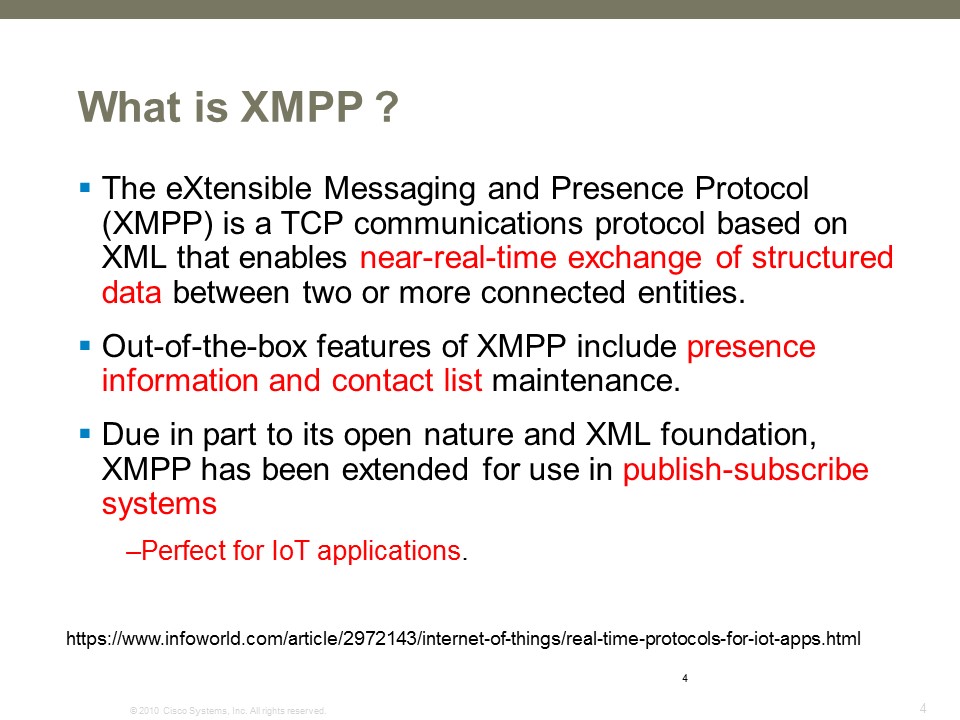 What is XMPP ?
▪ The eXtensible Messaging and Presence Protocol
(XMPP) is a TCP communications protocol based on
XML that enables near-real-time exchange of structured
data between two or more connected entities.
▪ Out-of-the-box features of XMPP include presence
information and contact list maintenance.
▪ Due in part to its open nature and XML foundation,
XMPP has been extended for use in publish-subscribe
systems
–Perfect for IoT applications.
https://www.infoworld.com/article/2972143/internet-of-things/real-time-protocols-for-iot-apps.html
4
© 2010 Cisco Systems, Inc. All rights reserved.
4